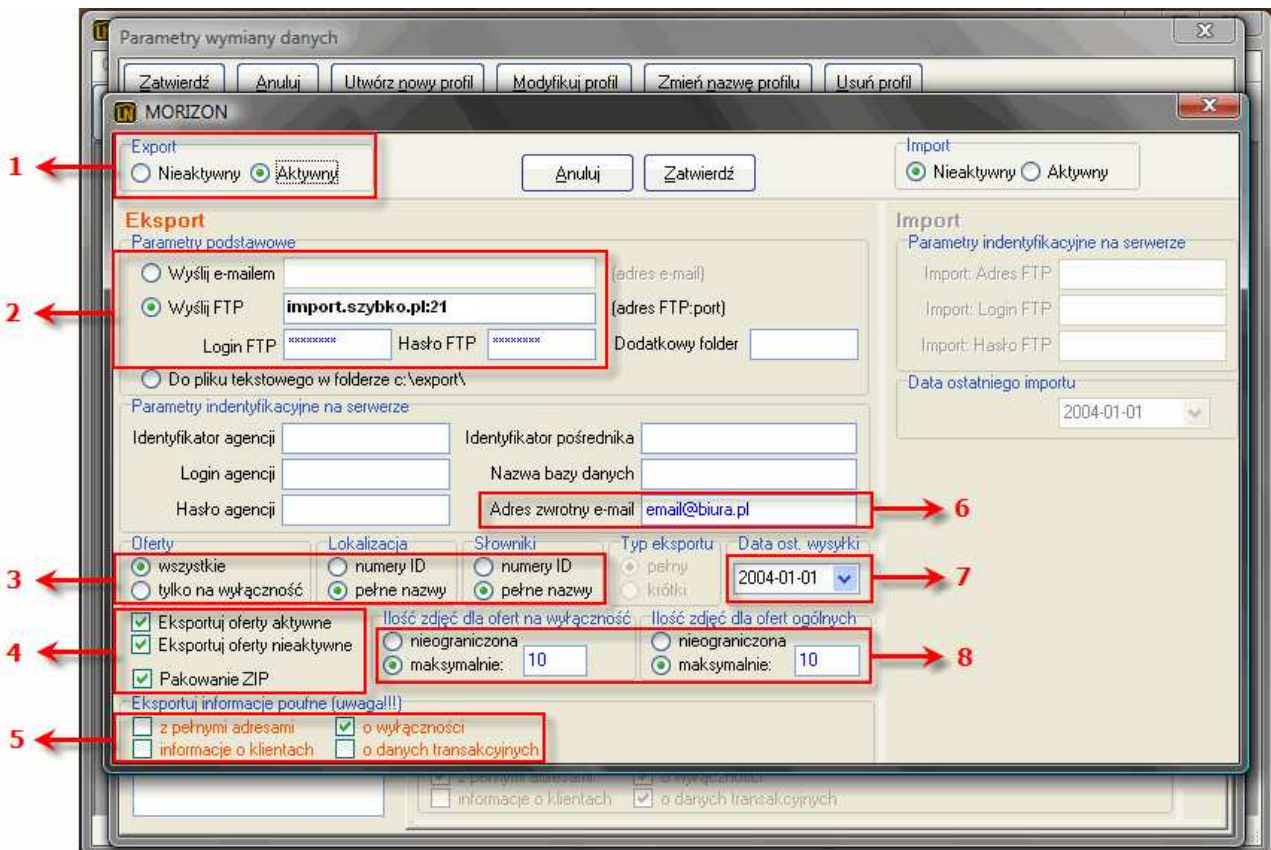 Parametry wymiany danych
Zatwierdź Anuluj Utwórz nowy profil Modyfikuj profil Zmień nazwę profilu Usuń profil
MORIZON
1
Export
Nieaktywny Aktywny
Anuluj Zatwierdź
Import
Nieaktywny Aktywny
Eksport
Import
Parametry podstawowe
Parametry indentyfikacyjne na serwerze
Wyślij e-mailem (adres e-mail)
Import: Adres FTP
2
Wyślij FTP import.szybko.pl:21 (adres FTP:port)
Import: Login FTP
Login FTP ******** Hasło FTP ******** Dodatkowy folder
Import: Hasło FTP
Do pliku tekstowego w folderze c:\export\
Data ostatniego importu
2004-01-01
Parametry indentyfikacyjne na serwerze
Identyfikator agencji Identyfikator pośrednika
Login agencji Nazwa bazy danych
Hasło agencji Adres zwrotny e-mail email@biura.pl
6
Oferty Lokalizacja Słowniki Typ eksportu Data ost. wysyłki
3
wszystkie numery ID numery ID pełny
tylko na wyłączność pełne nazwy pełne nazwy krótki
2004-01-01
7
4
Eksportuj oferty aktywne
Eksportuj oferty nieaktywne
Pakowanie ZIP
Ilość zdjęć dla ofert na wyłączność Ilość zdjęć dla ofert ogólnych
nieograniczona nieograniczona
maksymalnie: 10 maksymalnie: 10
8
Eksportuj informacje poufne (uwaga!!!)
5
z pełnymi adresami o wyłączności
informacje o klientach o danych transakcyjnych
z pełnymi adresami o wyłączności
informacje o klientach o danych transakcyjnych